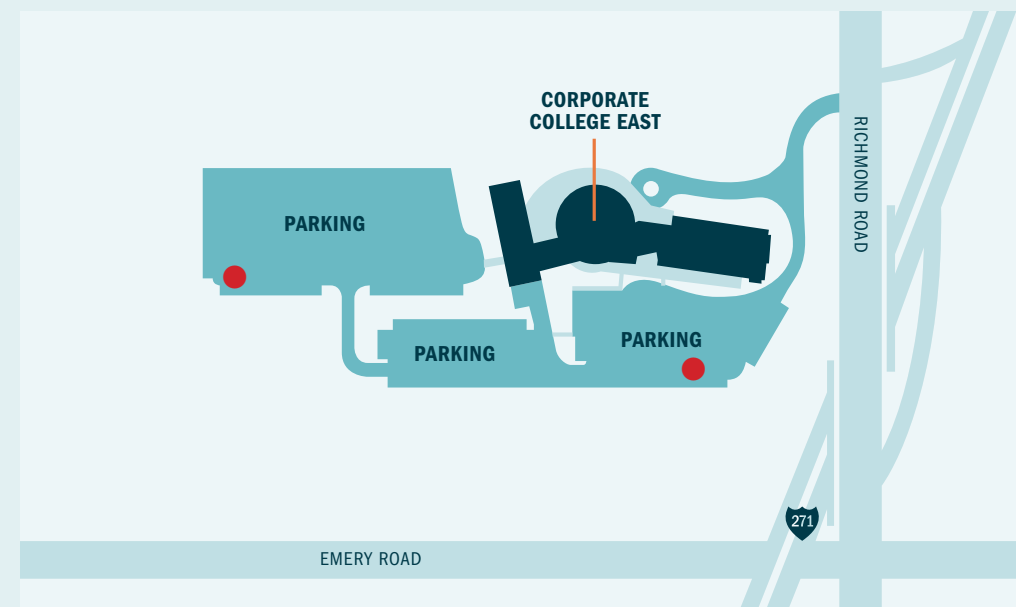 CORPORATE
COLLEGE EAST
RICHMOND ROAD
PARKING
PARKING
PARKING
271
EMERY ROAD